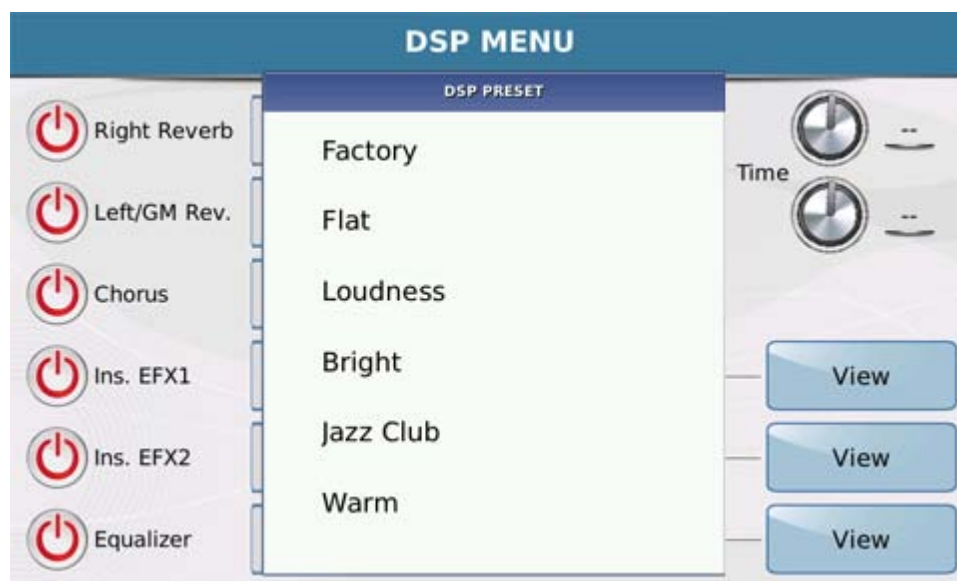 DSP MENU
DSP PRESET
Right Reverb
Left/GM Rev.
Chorus
Ins. EFX1
Ins. EFX2
Equalizer
Factory
Flat
Loudness
Bright
Jazz Club
Warm
Time
--
--
View
View
View